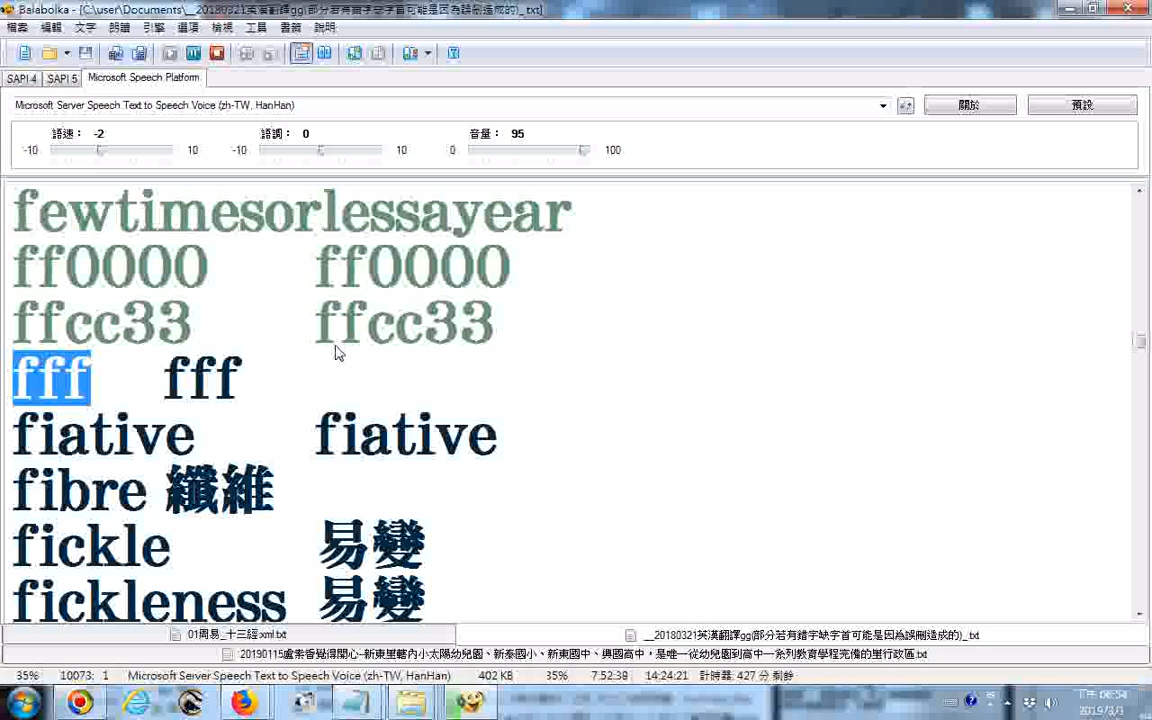 Balabolka - [C:\user\Documents\__20180321英漢翻譯ggl部分若有錯字缺字首可能是因為誤刪造成的)_.txt]
檔案 編輯 文字 朗讀 引擎 選項 檢視 工具 書籤 說明
SAPI 4 SAPI 5 Microsoft Speech Platform
Microsoft Server Speech Text to Speech Voice (zh-TW, HanHan) 關於 預設
語速： -2 語調： 0 音量： 95
-10 10 -10 10 0 100
fewtimesorlessayear
ff0000 ff0000
ffcc33 ffcc33
fff fff
fiative fiative
fibre 纖維
fickle 易變
fickleness 易變
01周易_十三經.xml.txt __20180321英漢翻譯ggl部分若有錯字缺字首可能是因為誤刪造成的)_.txt
20190115盧素香覺得開心-新東里轄內小太陽幼兒園、新泰國小、新東國中、興國高中，是唯一從幼兒園到高中一系列教育學程完備的里行政區.txt
35% 10073: 1 Microsoft Server Speech Text to Speech Voice (zh-TW, HanHan) 402 KB 35% 7:52:38 14:24:21 計時器: 427 分 剩餘
下午 06:54
2019/3/1